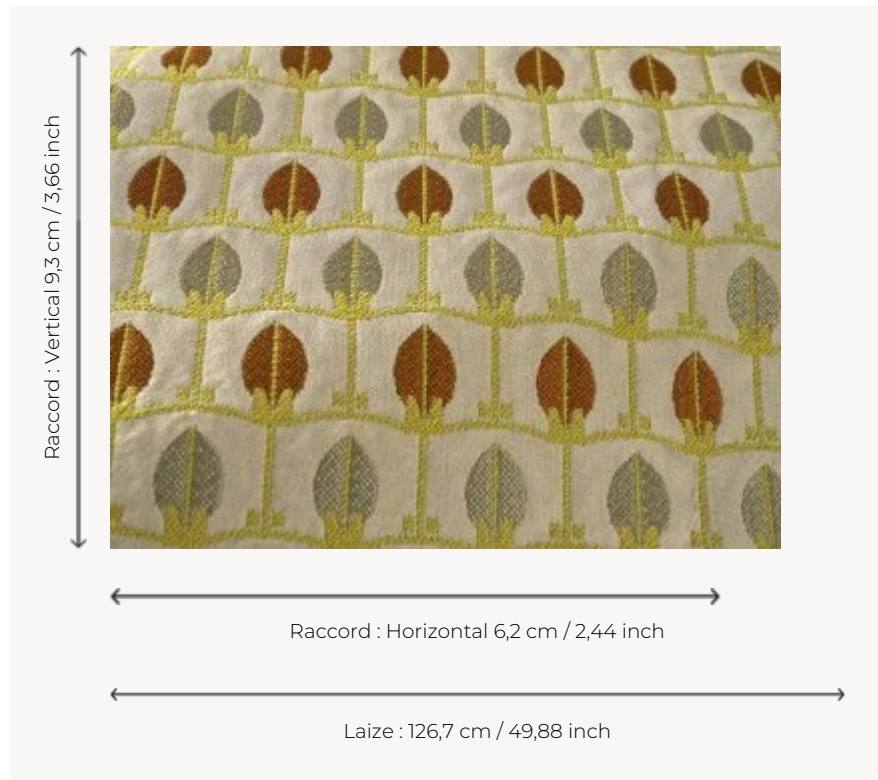 Raccord : Vertical 9,3 cm / 3,66 inch
Raccord : Horizontal 6,2 cm / 2,44 inch
Laize : 126,7 cm / 49,88 inch